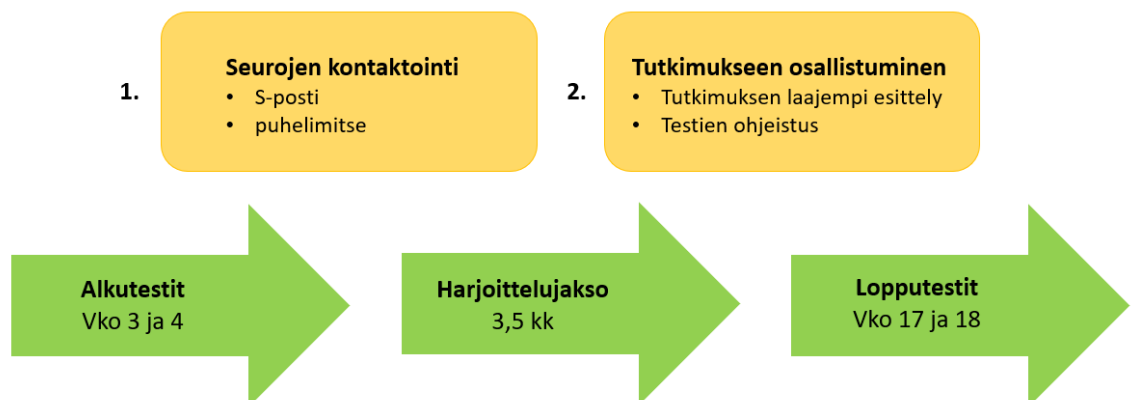 1.
Seurojen kontaktointi
• S-posti
• puhelimitse
2.
Tutkimukseen osallistuminen
• Tutkimuksen laajempi esittely
• Testien ohjeistus
Alkutestit
Vko 3 ja 4
Harjoittelujakso
3,5 kk
Lopputestit
Vko 17 ja 18